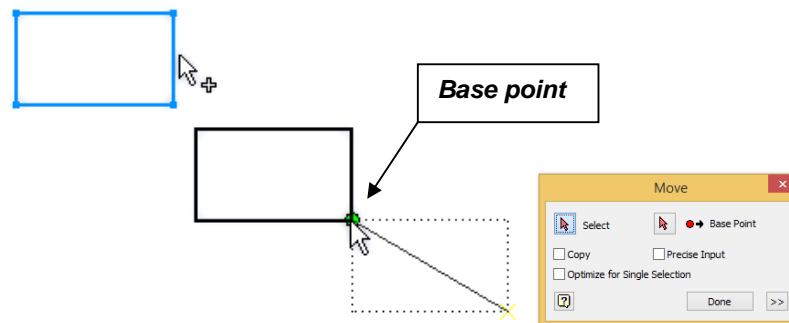 Base point
Move
Select
Base Point
Copy
Precise Input
Optimize for Single Selection
?
Done
>>